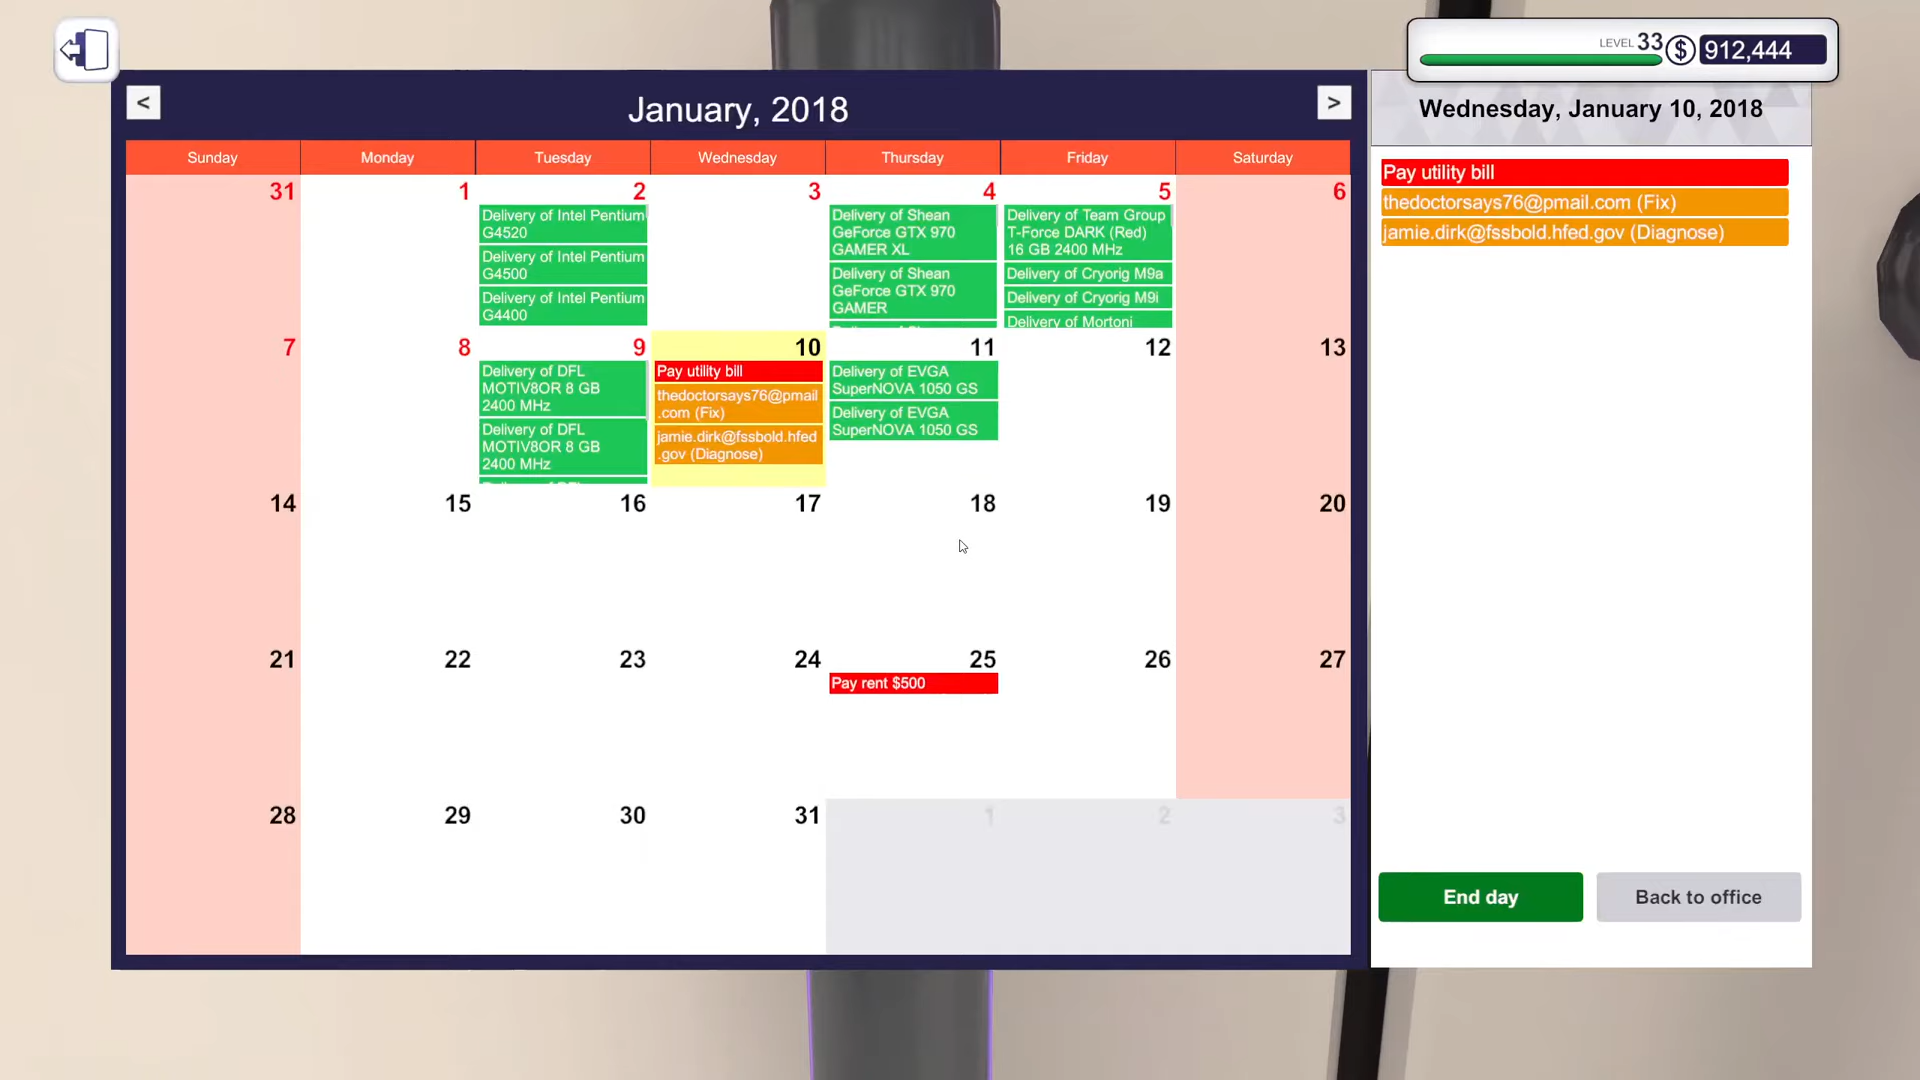 LEVEL 33 $ 912,444
< January, 2018 >
Wednesday, January 10, 2018
Sunday Monday Tuesday Wednesday Thursday Friday Saturday
31 1 2 3 4 5 6
Delivery of Intel Pentium
G4520
Delivery of Intel Pentium
G4500
Delivery of Intel Pentium
G4400
Delivery of Shean
GeForce GTX 970
GAMER XL
Delivery of Shean
GeForce GTX 970
GAMER
Delivery of Team Group
T-Force DARK (Red)
16 GB 2400 MHz
Delivery of Cryorig M9a
Delivery of Cryorig M9i
Delivery of Mortoni
7 8 9 10 11 12 13
Delivery of DFL
MOTIV8OR 8 GB
2400 MHz
Delivery of DFL
MOTIV8OR 8 GB
2400 MHz
Pay utility bill
thedoctorsays76@pmail
.com (Fix)
jamie.dirk@fssbold.hfed
.gov (Diagnose)
Delivery of EVGA
SuperNOVA 1050 GS
Delivery of EVGA
SuperNOVA 1050 GS
14 15 16 17 18 19 20
21 22 23 24 25 26 27
Pay rent $500
28 29 30 31 1 2 3
Pay utility bill
thedoctorsays76@pmail.com (Fix)
jamie.dirk@fssbold.hfed.gov (Diagnose)
End day
Back to office